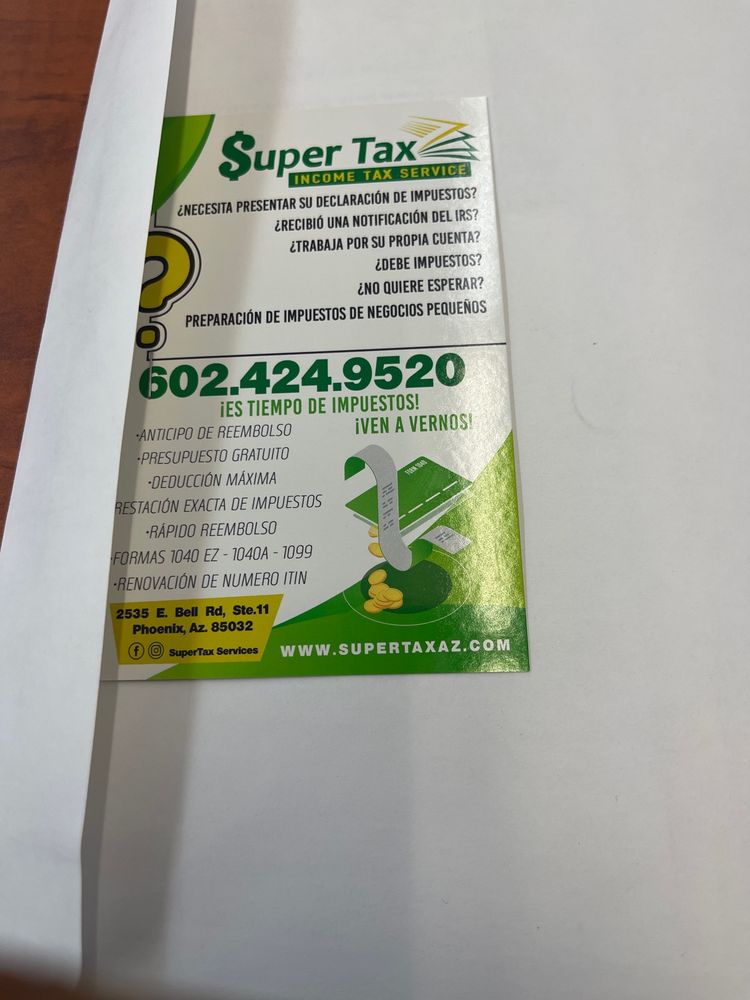 $uper Tax
INCOME TAX SERVICE
¿NECESITA PRESENTAR SU DECLARACIÓN DE IMPUESTOS?
¿RECIBIÓ UNA NOTIFICACIÓN DEL IRS?
¿TRABAJA POR SU PROPIA CUENTA?
¿DEBE IMPUESTOS?
¿NO QUIERE ESPERAR?
PREPARACIÓN DE IMPUESTOS DE NEGOCIOS PEQUEÑOS
602.424.9520
¡ES TIEMPO DE IMPUESTOS!
¡VEN A VERNOS!
•ANTICIPO DE REEMBOLSO
•PRESUPUESTO GRATUITO
•DEDUCCIÓN MÁXIMA
RESTACIÓN EXACTA DE IMPUESTOS
•RÁPIDO REEMBOLSO
FORMAS 1040 EZ - 1040A - 1099
•RENOVACIÓN DE NUMERO ITIN
FORM 1040
2535 E. Bell Rd, Ste.11
Phoenix, Az. 85032
SuperTax Services
WWW.SUPERTAXAZ.COM